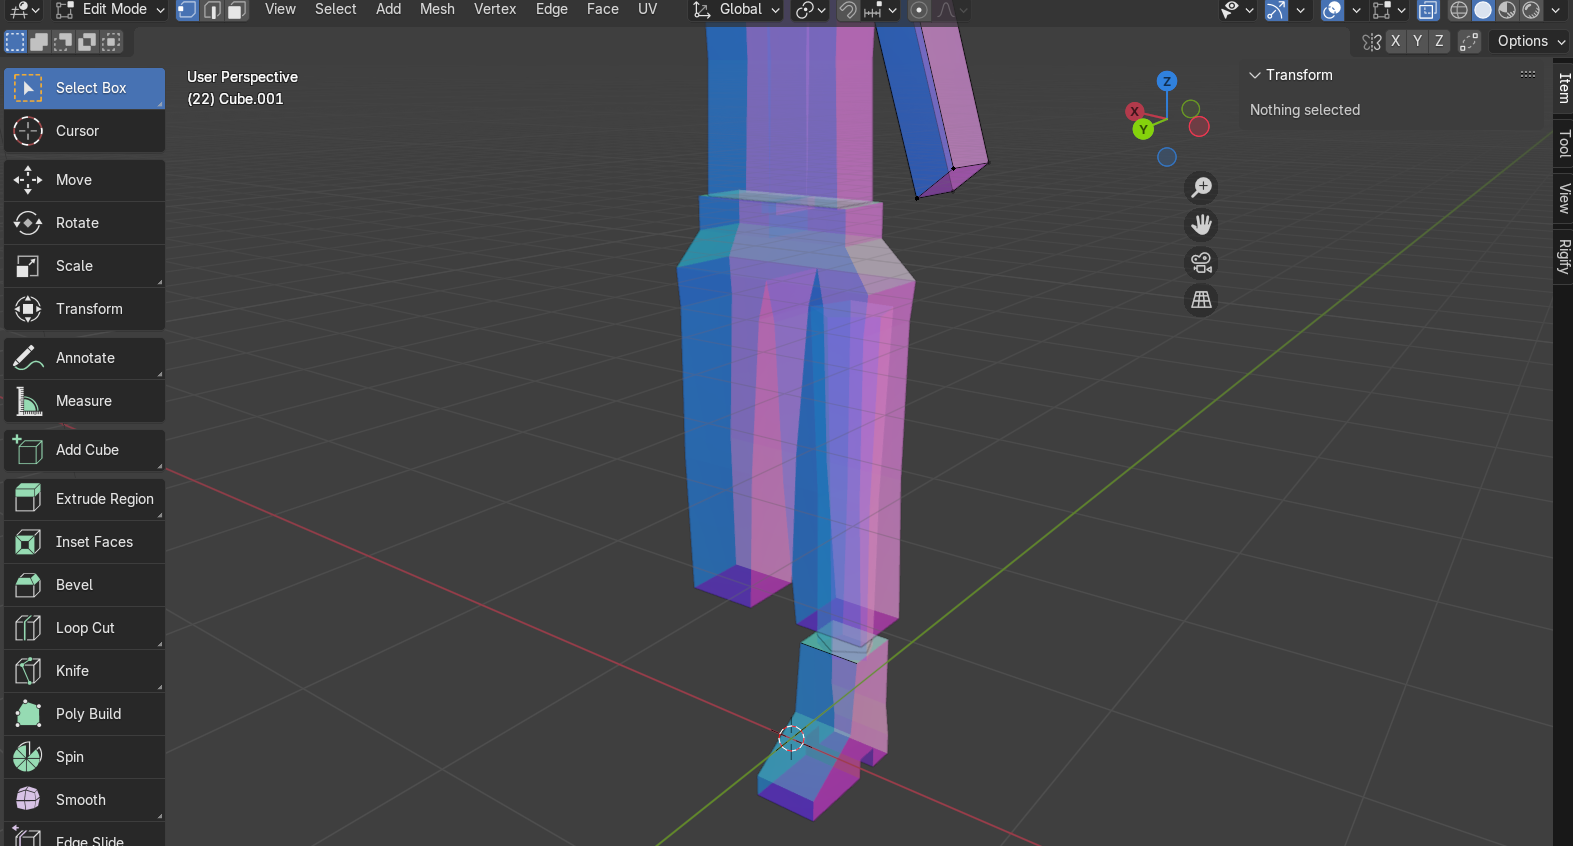 Edit Mode View Select Add Mesh Vertex Edge Face UV Global
X Y Z Options
Select Box
Cursor
Move
Rotate
Scale
Transform
Annotate
Measure
Add Cube
Extrude Region
Inset Faces
Bevel
Loop Cut
Knife
Poly Build
Spin
Smooth
Edge Slide
User Perspective
(22) Cube.001
Z
X
Y
Transform
Nothing selected
Item
Tool
View
Rigify